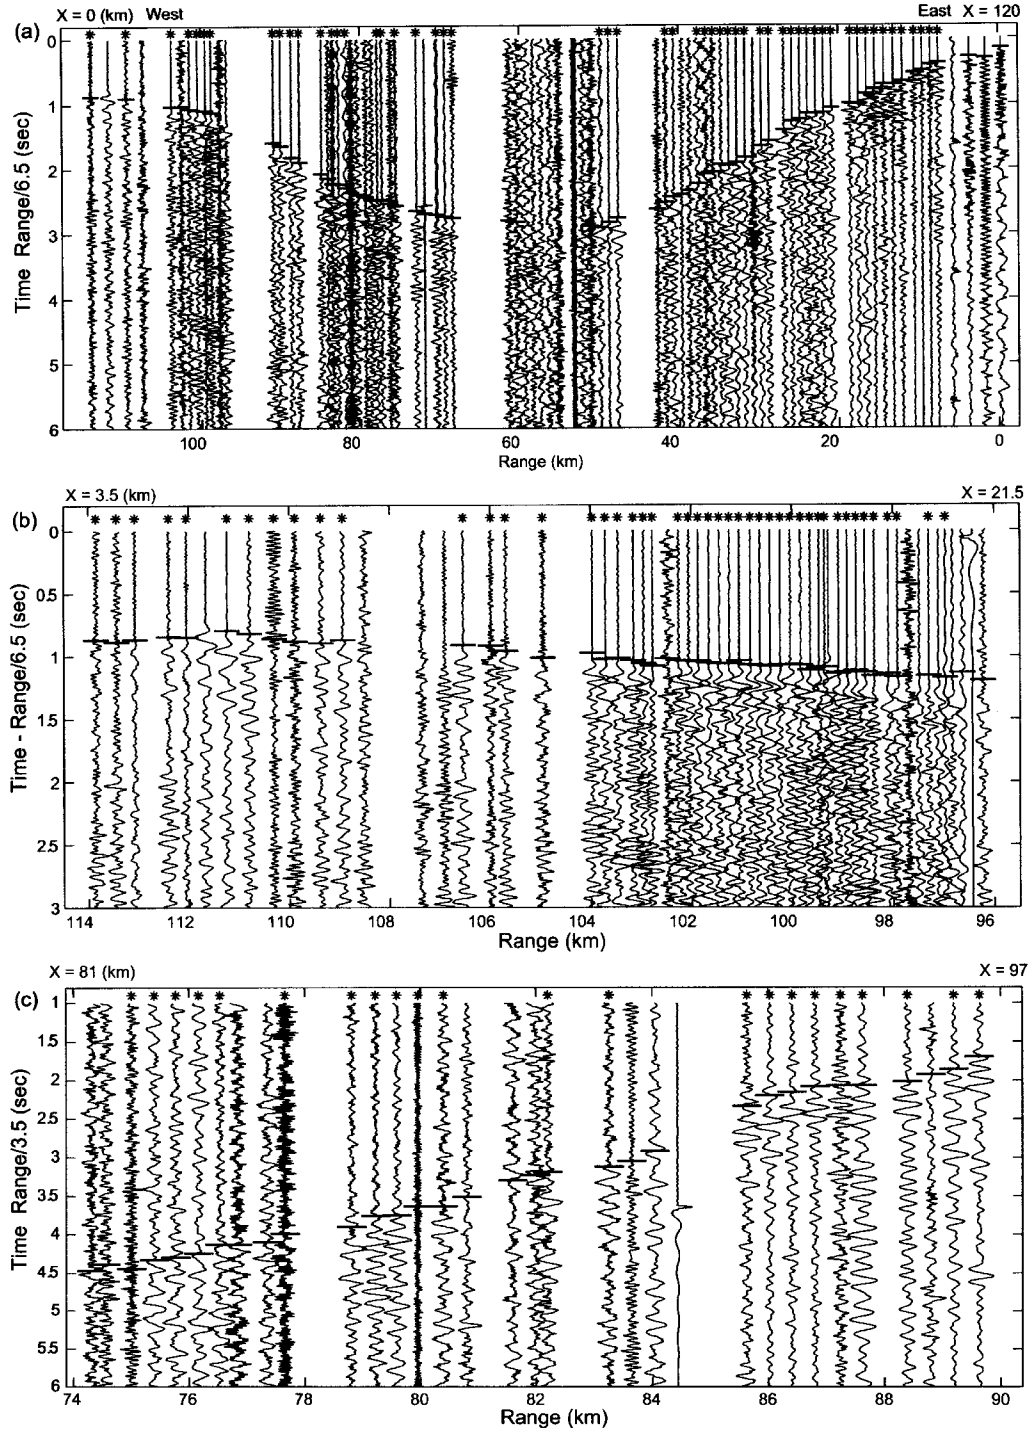 X = 0 (km) West East X = 120
(a)
0
1
2
3
4
5
6
Time Range/6.5 (sec)
100 80 60 40 20 0
Range (km)
X = 3.5 (km) X = 21.5
(b)
0
0.5
1
1.5
2
2.5
3
Time - Range/6.5 (sec)
114 112 110 108 106 104 102 100 98 96
Range (km)
X = 81 (km) X = 97
(c)
1
1.5
2
2.5
3
3.5
4
4.5
5
5.5
6
Time Range/3.5 (sec)
74 76 78 80 82 84 86 88 90
Range (km)